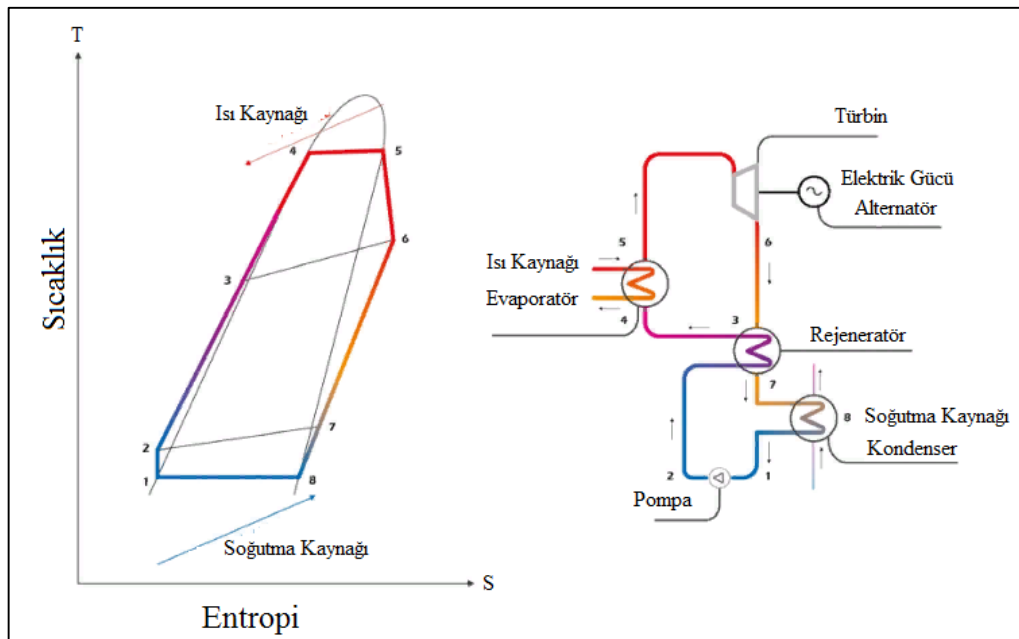 T
Isı Kaynağı
4
5
6
3
Sıcaklık
2
7
1
8
Soğutma Kaynağı
S
Entropi
Türbin
Elektrik Gücü
Alternatör
5
6
Isı Kaynağı
Evaporatör
4
3
Rejeneratör
7
8
Soğutma Kaynağı
Kondenser
2
1
Pompa